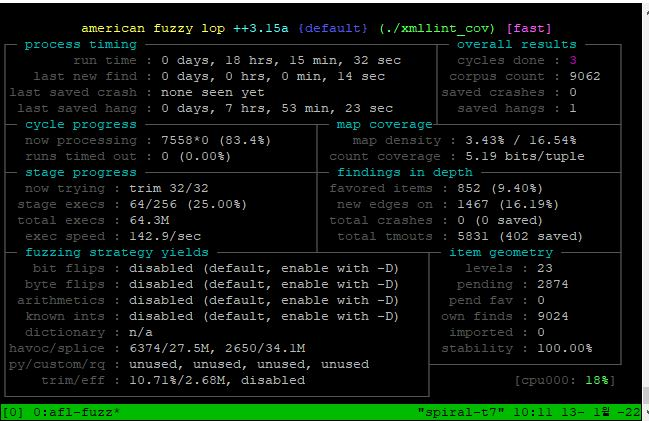 american fuzzy lop ++3.15a {default} (./xmllint_cov) [fast]
process timing
overall results
run time : 0 days, 18 hrs, 15 min, 32 sec
cycles done : 3
last new find : 0 days, 0 hrs, 0 min, 14 sec
corpus count : 9062
last saved crash : none seen yet
saved crashes : 0
last saved hang : 0 days, 7 hrs, 53 min, 23 sec
saved hangs : 1
cycle progress
map coverage
now processing : 7558*0 (83.4%)
map density : 3.43% / 16.54%
runs timed out : 0 (0.00%)
count coverage : 5.19 bits/tuple
stage progress
findings in depth
now trying : trim 32/32
favored items : 852 (9.40%)
stage execs : 64/256 (25.00%)
new edges on : 1467 (16.19%)
total execs : 64.3M
total crashes : 0 (0 saved)
exec speed : 142.9/sec
total tmouts : 5831 (402 saved)
fuzzing strategy yields
item geometry
bit flips : disabled (default, enable with -D)
levels : 23
byte flips : disabled (default, enable with -D)
pending : 2874
arithmetics : disabled (default, enable with -D)
pend fav : 0
known ints : disabled (default, enable with -D)
own finds : 9024
dictionary : n/a
imported : 0
havoc/splice : 6374/27.5M, 2650/34.1M
stability : 100.00%
py/custom/rq : unused, unused, unused, unused
trim/eff : 10.71%/2.68M, disabled
[cpu000: 18%]
[0] 0:afl-fuzz*
"spiral-t7" 10:11 13- 1월 -22